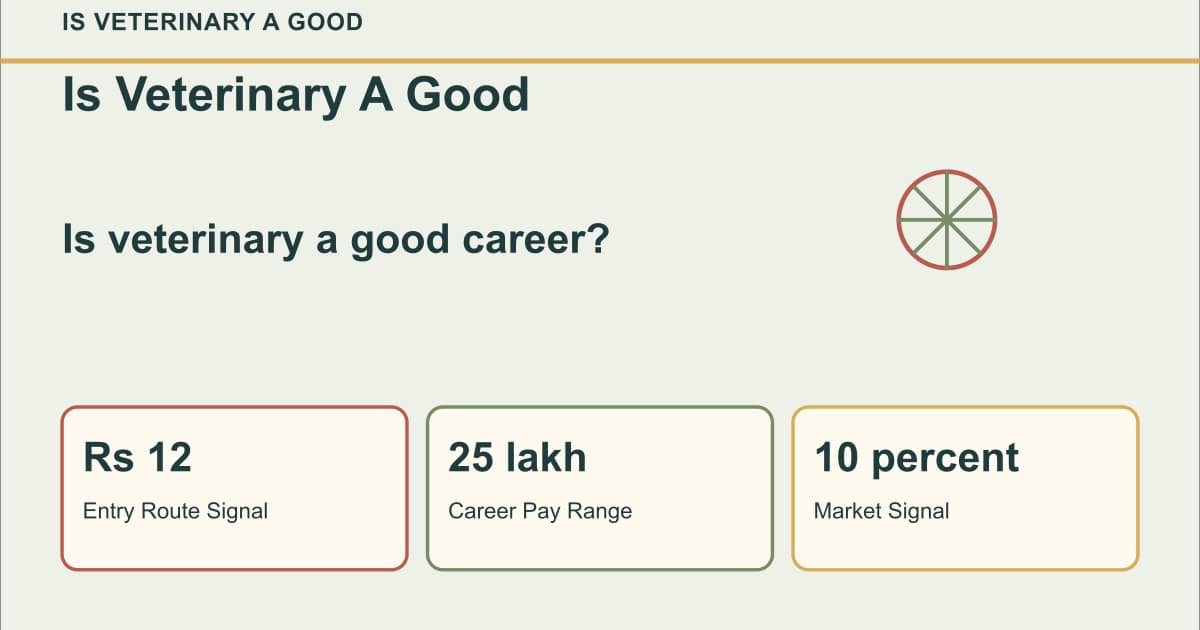 IS VETERINARY A GOOD
Is Veterinary A Good
Is veterinary a good career?
Rs 12
Entry Route Signal
25 lakh
Career Pay Range
10 percent
Market Signal